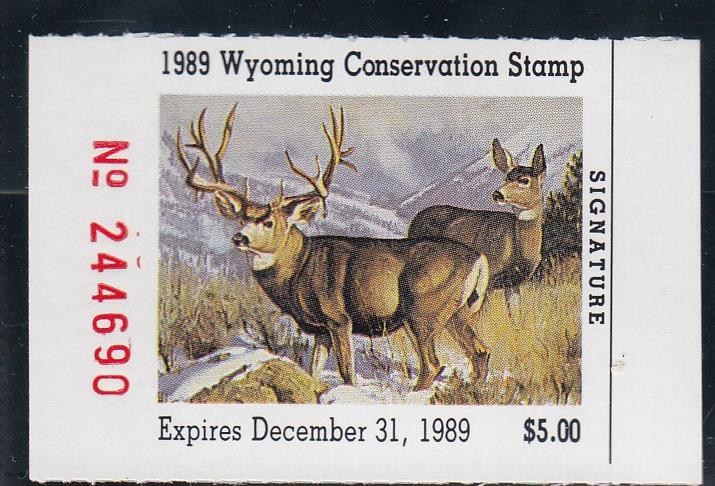 1989 Wyoming Conservation Stamp
Nº 244690
SIGNATURE
Expires December 31, 1989 $5.00